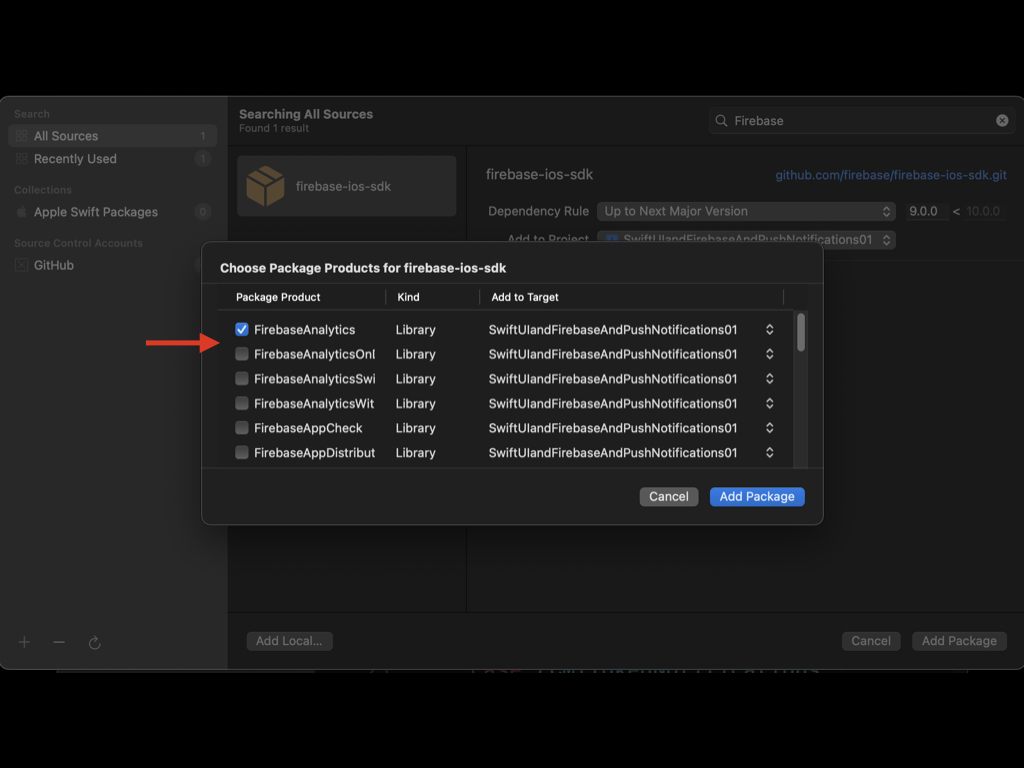 Search
All Sources 1
Recently Used 1
Collections
Apple Swift Packages 0
Source Control Accounts
GitHub
Searching All Sources
Found 1 result
Firebase
firebase-ios-sdk
firebase-ios-sdk
github.com/firebase/firebase-ios-sdk.git
Dependency Rule Up to Next Major Version 9.0.0 < 10.0.0
Add to Project SwiftUIandFirebaseAndPushNotifications01
Choose Package Products for firebase-ios-sdk
Package Product Kind Add to Target
FirebaseAnalytics Library SwiftUIandFirebaseAndPushNotifications01
FirebaseAnalyticsOnl Library SwiftUIandFirebaseAndPushNotifications01
FirebaseAnalyticsSwi Library SwiftUIandFirebaseAndPushNotifications01
FirebaseAnalyticsWit Library SwiftUIandFirebaseAndPushNotifications01
FirebaseAppCheck Library SwiftUIandFirebaseAndPushNotifications01
FirebaseAppDistribut Library SwiftUIandFirebaseAndPushNotifications01
Cancel Add Package
Add Local... Cancel Add Package